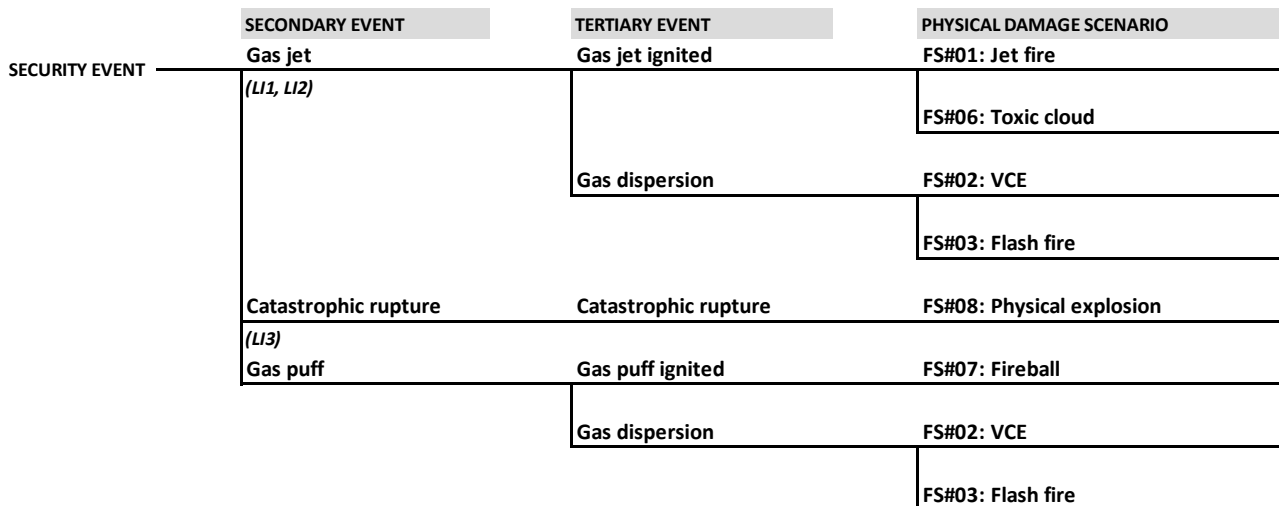 SECONDARY EVENT TERTIARY EVENT PHYSICAL DAMAGE SCENARIO
Gas jet Gas jet ignited FS#01: Jet fire
SECURITY EVENT
(LI1, LI2)
FS#06: Toxic cloud
Gas dispersion FS#02: VCE
FS#03: Flash fire
Catastrophic rupture Catastrophic rupture FS#08: Physical explosion
(LI3)
Gas puff Gas puff ignited FS#07: Fireball
Gas dispersion FS#02: VCE
FS#03: Flash fire